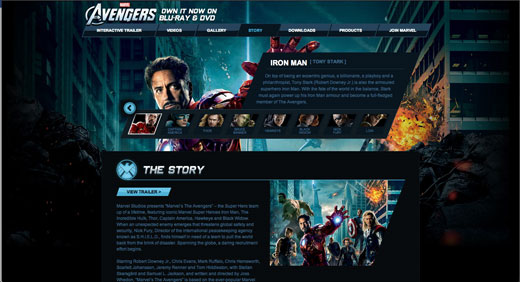 MARVEL
AVENGERS
OWN IT NOW ON
BLU-RAY & DVD
INTERACTIVE TRAILER VIDEOS GALLERY STORY DOWNLOADS PRODUCTS JOIN MARVEL
IRON MAN [ TONY STARK ]
On top of being an eccentric genius, a billionaire, a playboy and a
philanthropist, Tony Stark (Robert Downey Jr.) is also the armoured
superhero Iron Man. With the fate of the world in the balance, Stark
must again power up his Iron Man armour and become a full-fledged
member of The Avengers.
CAPTAIN
AMERICA
THOR
BRUCE
BANNER
HAWKEYE
BLACK
WIDOW
NICK
FURY
LOKI
THE STORY
VIEW TRAILER >
Marvel Studios presents "Marvel's The Avengers" – the Super Hero team
up of a lifetime, featuring iconic Marvel Super Heroes Iron Man, The
Incredible Hulk, Thor, Captain America, Hawkeye and Black Widow.
When an unexpected enemy emerges that threatens global safety and
security, Nick Fury, Director of the international peacekeeping agency
known as S.H.I.E.L.D., finds himself in need of a team to pull the world
back from the brink of disaster. Spanning the globe, a daring recruitment
effort begins.
Starring Robert Downey Jr., Chris Evans, Mark Ruffalo, Chris Hemsworth,
Scarlett Johansson, Jeremy Renner and Tom Hiddleston, with Stellan
Skarsgård and Samuel L. Jackson, and written and directed by Joss
Whedon, "Marvel's The Avengers" is based on the ever-popular Marvel